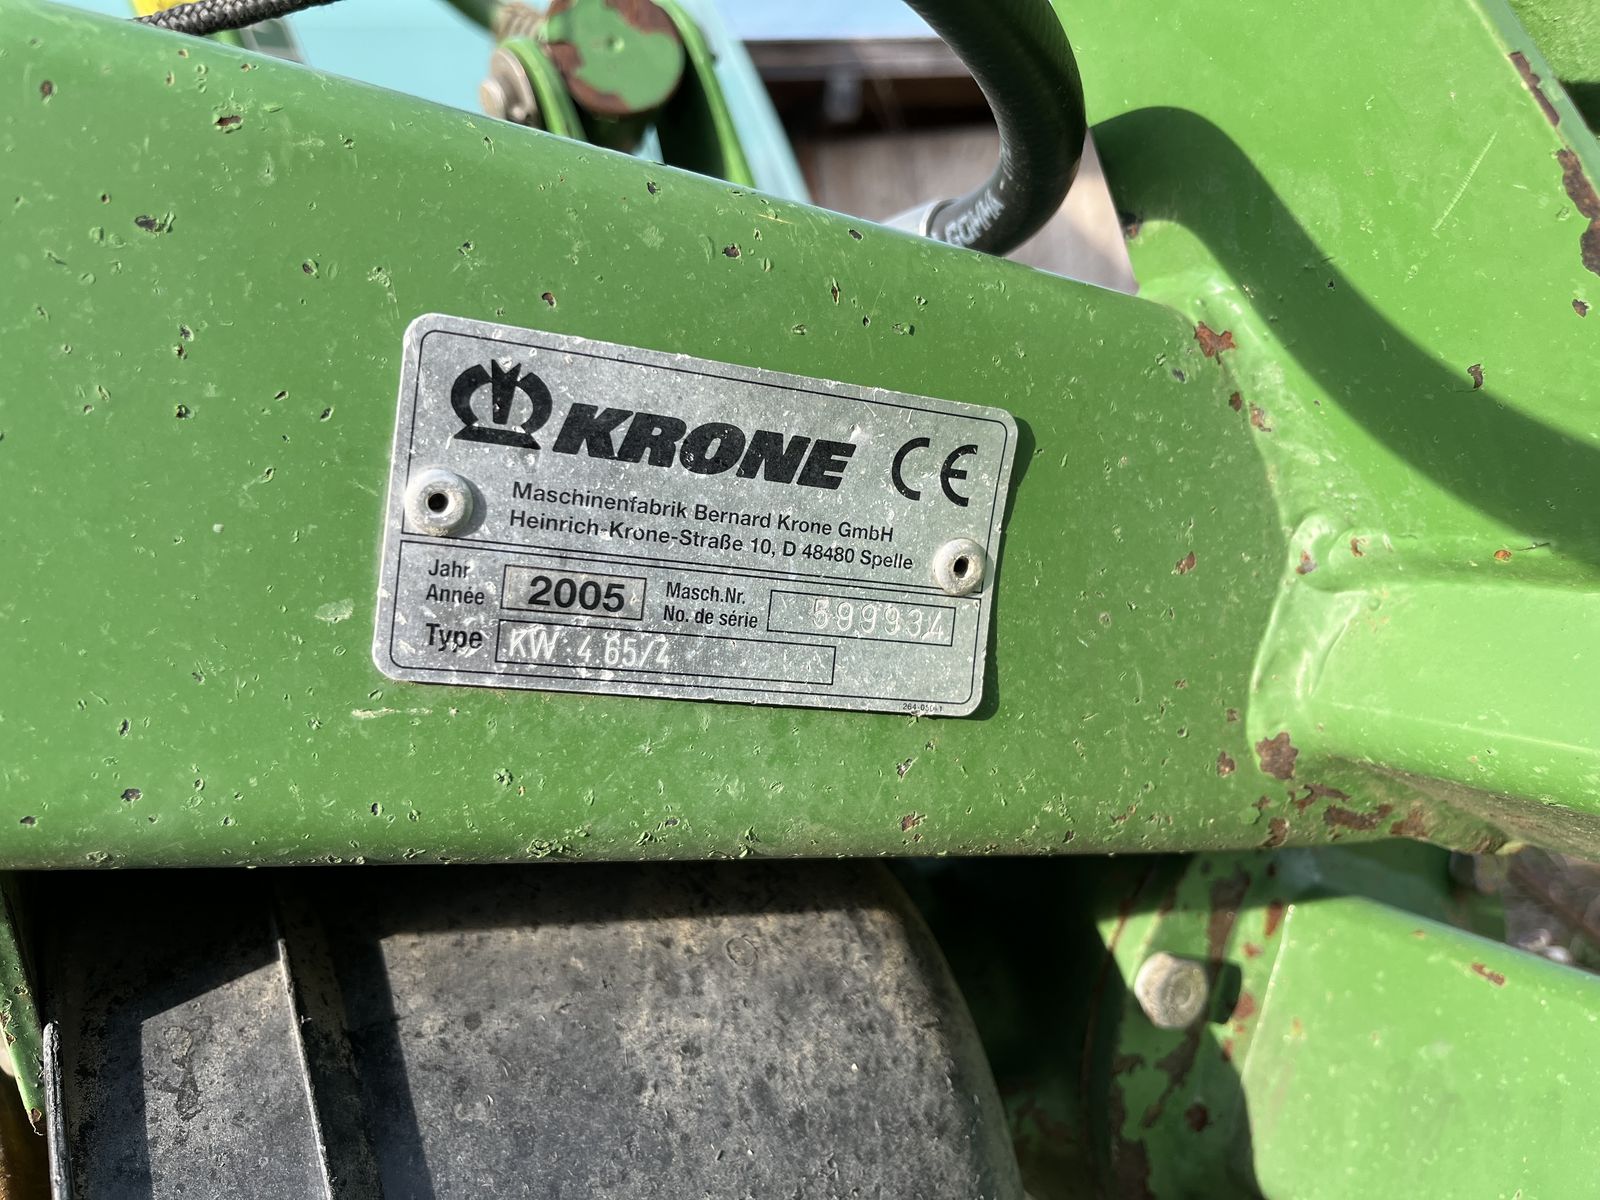 GOMMA
KRONE CE
Maschinenfabrik Bernard Krone GmbH
Heinrich-Krone-Straße 10, D 48480 Spelle
Jahr
Année 2005 Masch.Nr.
No. de série 599934
Type KW 4 65/4